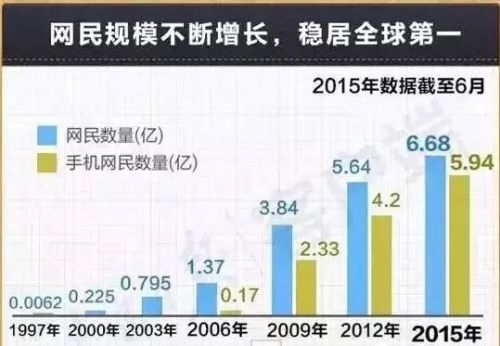 网民规模不断增长，稳居全球第一
2015年数据截至6月
网民数量(亿)
手机网民数量(亿)
6.68
5.94
5.64
4.2
3.84
2.33
1.37
0.795
0.225
0.17
0.0062
1997年 2000年 2003年 2006年 2009年 2012年 2015年